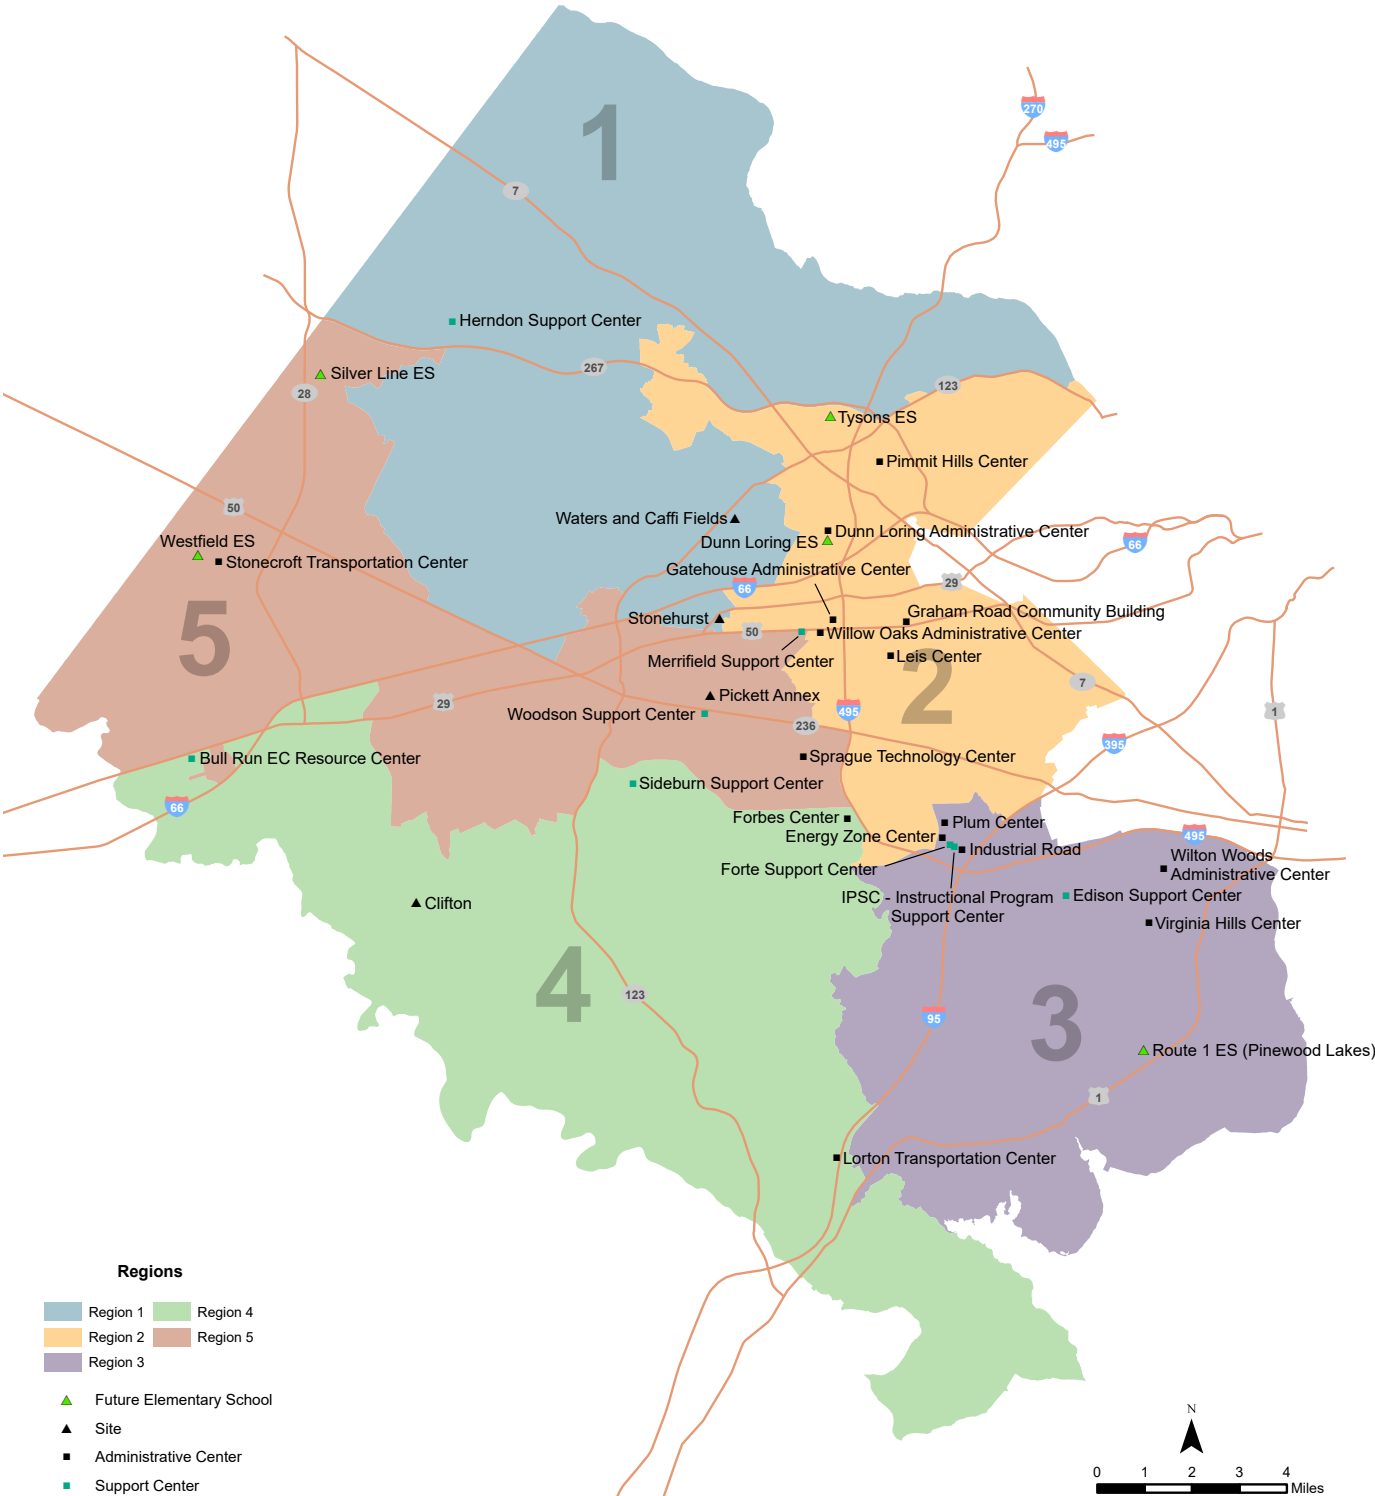 270
495
1
7
Herndon Support Center
267
Silver Line ES
28
123
Tysons ES
Pimmit Hills Center
50
Waters and Caffi Fields
Dunn Loring Administrative Center
Westfield ES
Dunn Loring ES
66
Stonecroft Transportation Center
Gatehouse Administrative Center
66
29
5
Stonehurst
50
Graham Road Community Building
Willow Oaks Administrative Center
Merrifield Support Center
Leis Center
2
7
Pickett Annex
29
Woodson Support Center
495
1
236
395
Bull Run EC Resource Center
Sprague Technology Center
Sideburn Support Center
66
Forbes Center
Plum Center
Energy Zone Center
495
Industrial Road
Forte Support Center
Wilton Woods
Administrative Center
IPSC - Instructional Program
Support Center
Edison Support Center
Clifton
Virginia Hills Center
4
123
95
3
Route 1 ES (Pinewood Lakes)
1
Lorton Transportation Center
Regions
Region 1
Region 4
Region 2
Region 5
Region 3
Future Elementary School
Site
Administrative Center
Support Center
N
0 1 2 3 4
Miles